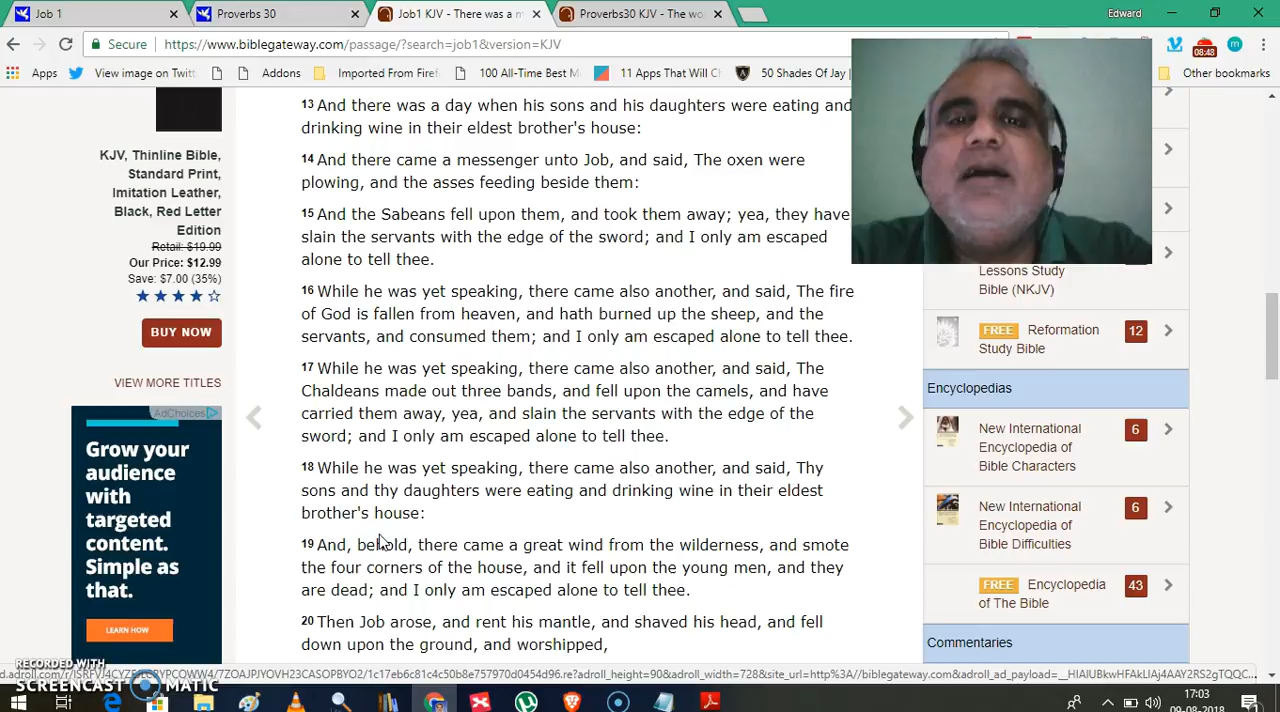 Job 1
Proverbs 30
Job1 KJV - There was a m
Proverbs30 KJV - The wo
Edward
Secure
https://www.biblegateway.com/passage/?search=job1&version=KJV
08:48
m
Apps
View image on Twitt
Addons
Imported From Firef
100 All-Time Best M
11 Apps That Will C
50 Shades Of Jay
Other bookmarks
KJV, Thinline Bible,
Standard Print,
Imitation Leather,
Black, Red Letter
Edition
Retail: $19.99
Our Price: $12.99
Save: $7.00 (35%)
BUY NOW
VIEW MORE TITLES
AdChoices
Grow your
audience
with
targeted
content.
Simple as
that.
LEARN HOW
13 And there was a day when his sons and his daughters were eating and
drinking wine in their eldest brother's house:
14 And there came a messenger unto Job, and said, The oxen were
plowing, and the asses feeding beside them:
15 And the Sabeans fell upon them, and took them away; yea, they have
slain the servants with the edge of the sword; and I only am escaped
alone to tell thee.
16 While he was yet speaking, there came also another, and said, The fire
of God is fallen from heaven, and hath burned up the sheep, and the
servants, and consumed them; and I only am escaped alone to tell thee.
17 While he was yet speaking, there came also another, and said, The
Chaldeans made out three bands, and fell upon the camels, and have
carried them away, yea, and slain the servants with the edge of the
sword; and I only am escaped alone to tell thee.
18 While he was yet speaking, there came also another, and said, Thy
sons and thy daughters were eating and drinking wine in their eldest
brother's house:
19 And, behold, there came a great wind from the wilderness, and smote
the four corners of the house, and it fell upon the young men, and they
are dead; and I only am escaped alone to tell thee.
20 Then Job arose, and rent his mantle, and shaved his head, and fell
down upon the ground, and worshipped,
Lessons Study
Bible (NKJV)
FREE Reformation
Study Bible
12
Encyclopedias
New International
Encyclopedia of
Bible Characters
6
New International
Encyclopedia of
Bible Difficulties
6
FREE Encyclopedia
of The Bible
43
Commentaries
RECORDED WITH
SCREENCAST MATIC
17:03
09-08-2018